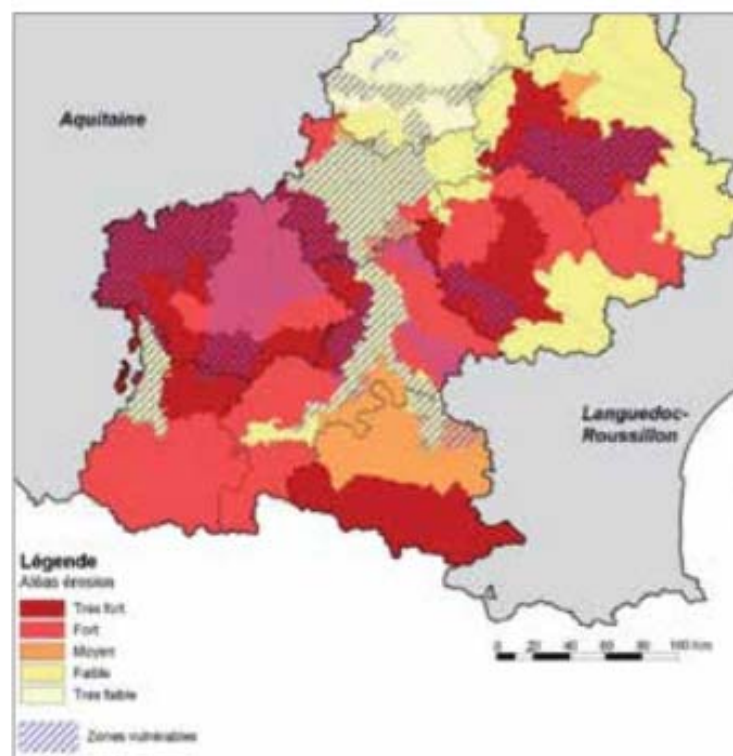 Aquitaine
Languedoc-
Roussillon
Légende
Aléas érosion
Très fort
Fort
Moyen
Faible
Très faible
Zones vulnérables
0 20 40 60 80 100 Km